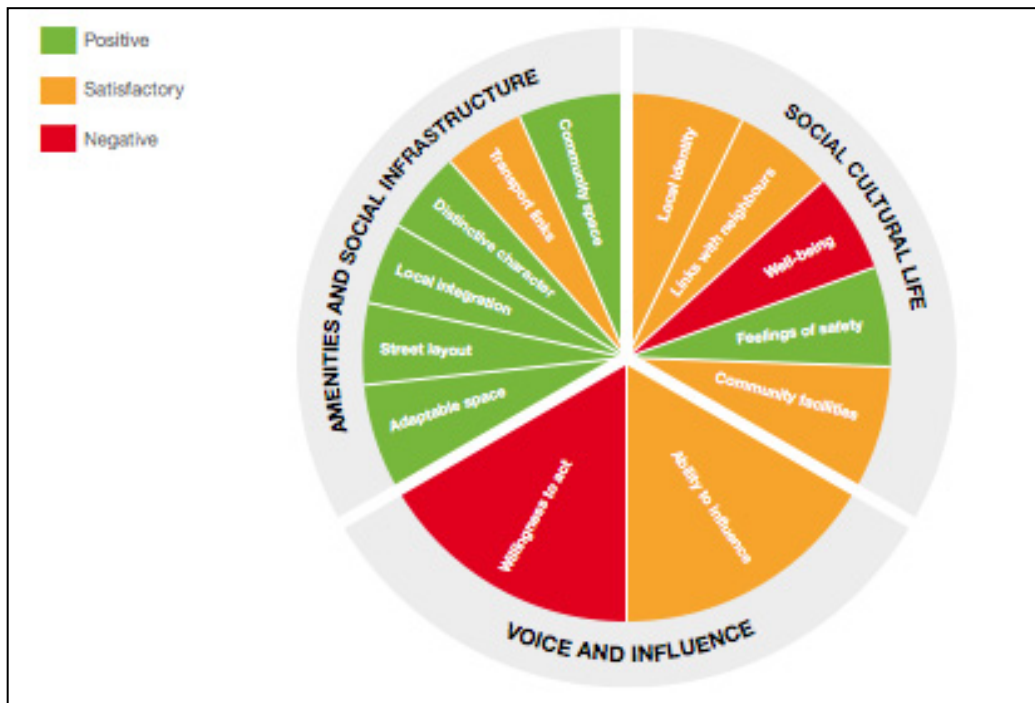 Positive
Satisfactory
Negative
AMENITIES AND SOCIAL INFRASTRUCTURE
SOCIAL CULTURAL LIFE
VOICE AND INFLUENCE
Community space
Transport links
Distinctive character
Local integration
Street layout
Adaptable space
Local identity
Links with neighbours
Well-being
Feelings of safety
Community facilities
Ability to influence
Willingness to act